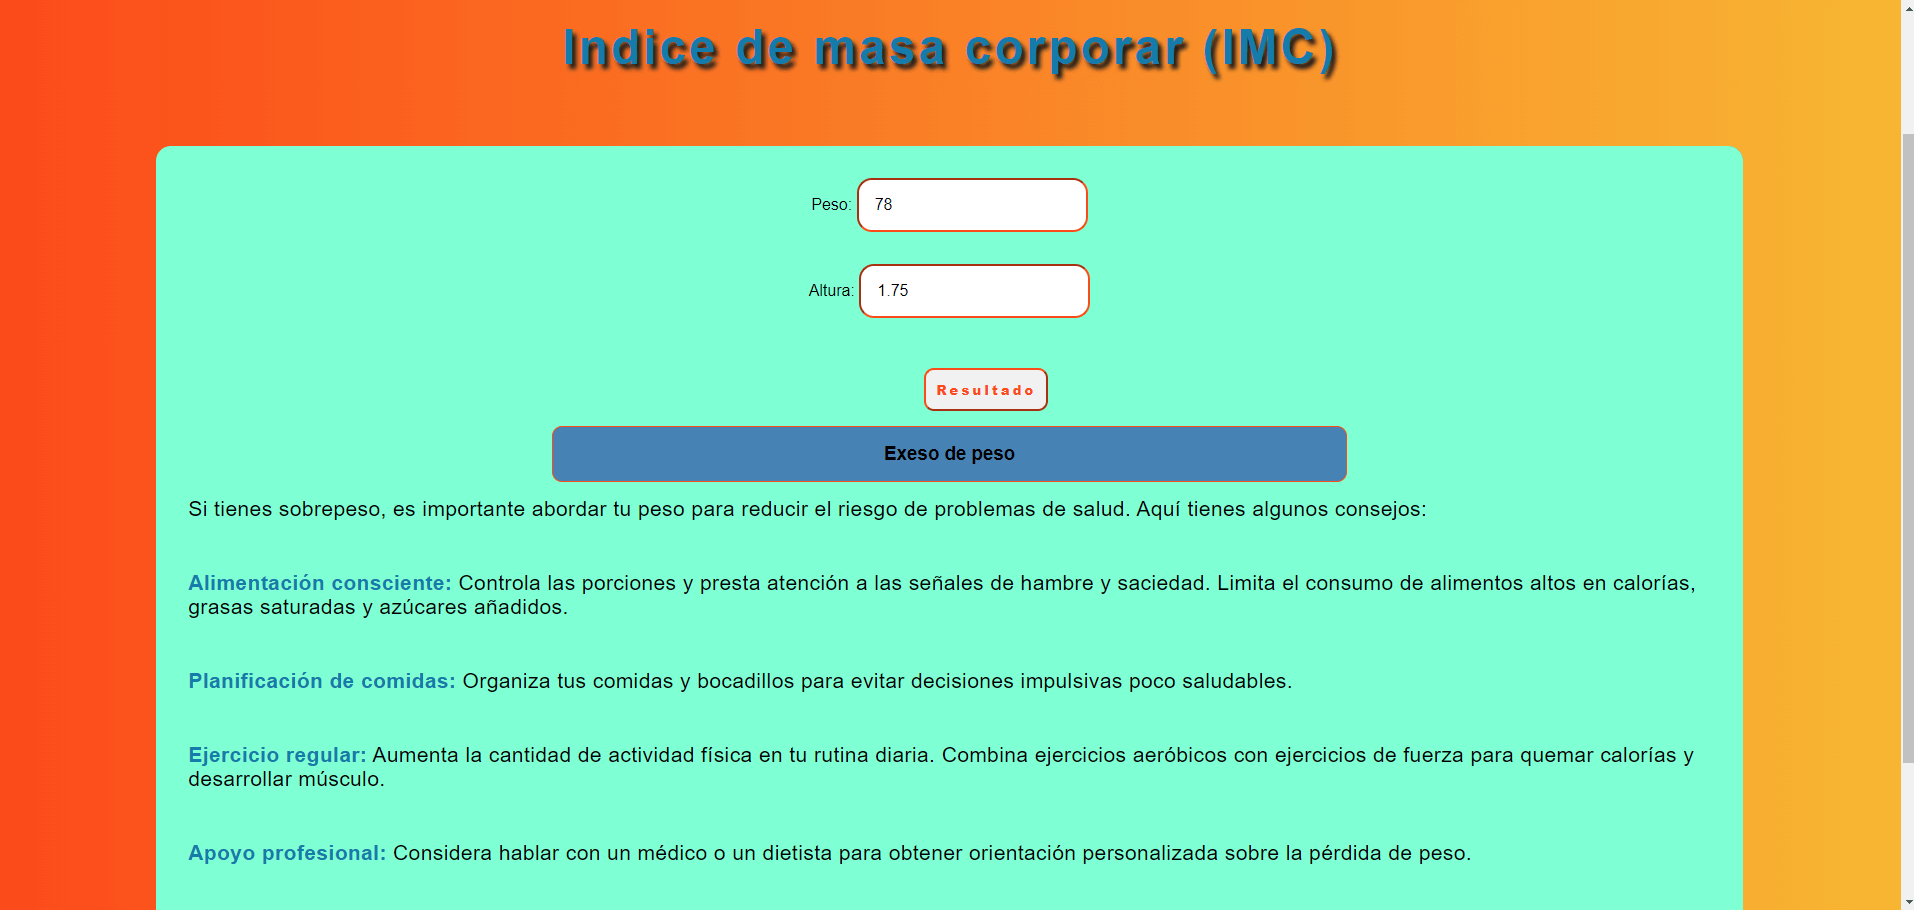 Indice de masa corporar (IMC)
Peso: 78
Altura: 1.75
Resultado
Exeso de peso
Si tienes sobrepeso, es importante abordar tu peso para reducir el riesgo de problemas de salud. Aquí tienes algunos consejos:
Alimentación consciente: Controla las porciones y presta atención a las señales de hambre y saciedad. Limita el consumo de alimentos altos en calorías,
grasas saturadas y azúcares añadidos.
Planificación de comidas: Organiza tus comidas y bocadillos para evitar decisiones impulsivas poco saludables.
Ejercicio regular: Aumenta la cantidad de actividad física en tu rutina diaria. Combina ejercicios aeróbicos con ejercicios de fuerza para quemar calorías y
desarrollar músculo.
Apoyo profesional: Considera hablar con un médico o un dietista para obtener orientación personalizada sobre la pérdida de peso.